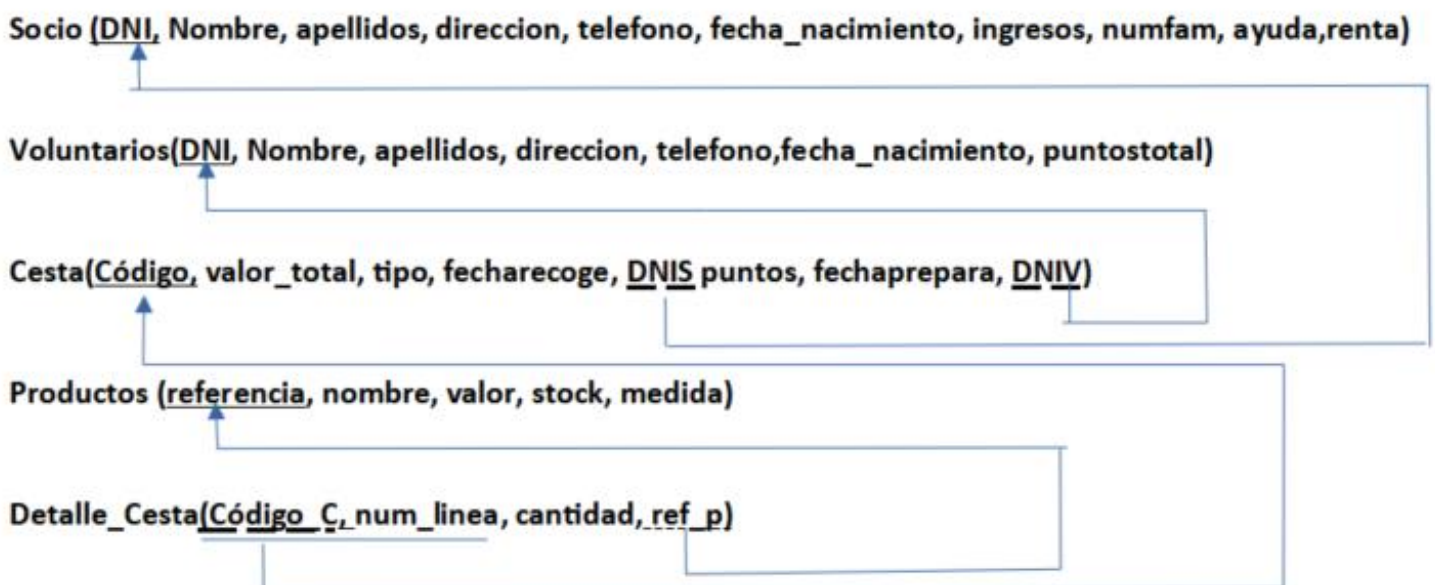 Socio (DNI, Nombre, apellidos, direccion, telefono, fecha_nacimiento, ingresos, numfam, ayuda,renta)
Voluntarios(DNI, Nombre, apellidos, direccion, telefono,fecha_nacimiento, puntostotal)
Cesta(Código, valor_total, tipo, fecharecoge, DNIS puntos, fechaprepara, DNIV)
Productos (referencia, nombre, valor, stock, medida)
Detalle_Cesta(Código_C, num_linea, cantidad, ref_p)